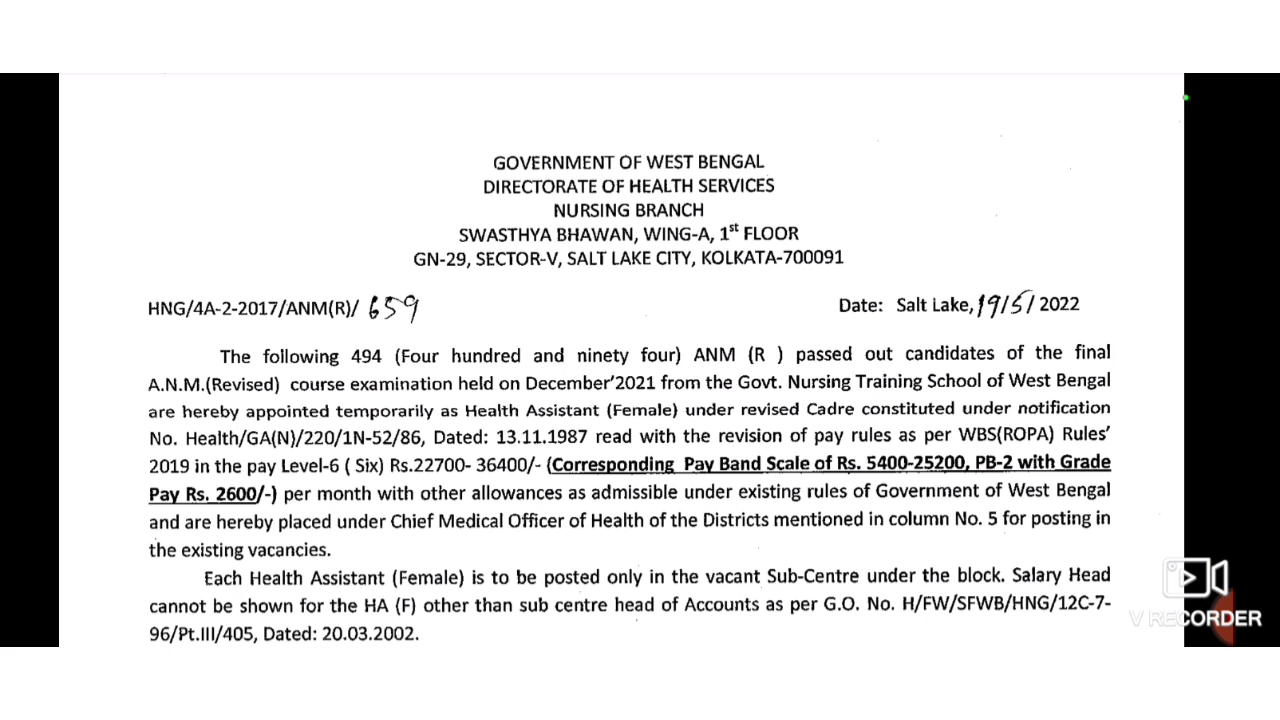 GOVERNMENT OF WEST BENGAL
DIRECTORATE OF HEALTH SERVICES
NURSING BRANCH
SWASTHYA BHAWAN, WING-A, 1st FLOOR
GN-29, SECTOR-V, SALT LAKE CITY, KOLKATA-700091
HNG/4A-2-2017/ANM(R)/ 659 Date: Salt Lake, 19/5/2022
The following 494 (Four hundred and ninety four) ANM (R ) passed out candidates of the final
A.N.M.(Revised) course examination held on December'2021 from the Govt. Nursing Training School of West Bengal
are hereby appointed temporarily as Health Assistant (Female) under revised Cadre constituted under notification
No. Health/GA(N)/220/1N-52/86, Dated: 13.11.1987 read with the revision of pay rules as per WBS(ROPA) Rules'
2019 in the pay Level-6 ( Six) Rs.22700- 36400/- (Corresponding Pay Band Scale of Rs. 5400-25200, PB-2 with Grade
Pay Rs. 2600/-) per month with other allowances as admissible under existing rules of Government of West Bengal
and are hereby placed under Chief Medical Officer of Health of the Districts mentioned in column No. 5 for posting in
the existing vacancies.
Each Health Assistant (Female) is to be posted only in the vacant Sub-Centre under the block. Salary Head
cannot be shown for the HA (F) other than sub centre head of Accounts as per G.O. No. H/FW/SFWB/HNG/12C-7-
96/Pt.III/405, Dated: 20.03.2002.
V RECORDER